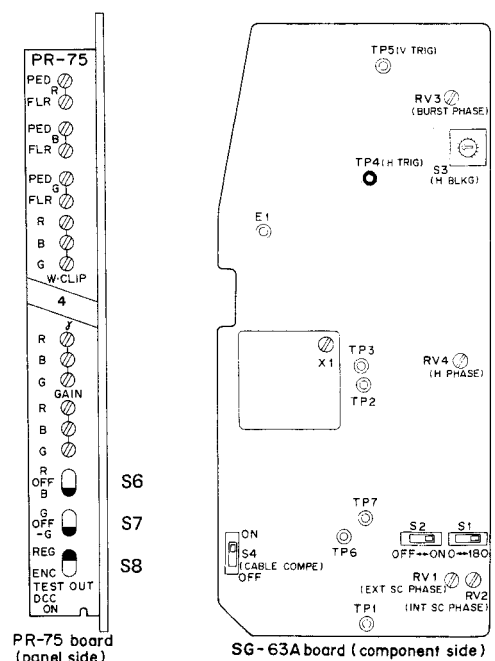 PR-75
PED
R
FLR
PED
B
FLR
PED
G
FLR
R
B
G
W-CLIP
4
γ
R
B
G
GAIN
R
B
G
R
OFF
B
S6
G
OFF
-G
S7
REG
ENC
S8
TEST OUT
DCC
ON
PR-75 board
(panel side)
TP5(V TRIG)
RV3
(BURST PHASE)
S3
(H BLKG)
TP4(H TRIG)
E1
X1
TP3
TP2
RV4
(H PHASE)
TP7
TP6
ON
S4
(CABLE COMPE)
OFF
S2
OFF↔ON
S1
0↔180
RV1
(EXT SC PHASE)
RV2
(INT SC PHASE)
TP1
SG-63A board (component side)